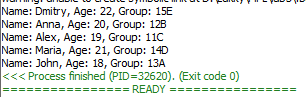 Name: Dmitry, Age: 22, Group: 15E
Name: Anna, Age: 20, Group: 12B
Name: Alex, Age: 19, Group: 11C
Name: Maria, Age: 21, Group: 14D
Name: John, Age: 18, Group: 13A
<<< Process finished (PID=32620). (Exit code 0)
================ READY ================